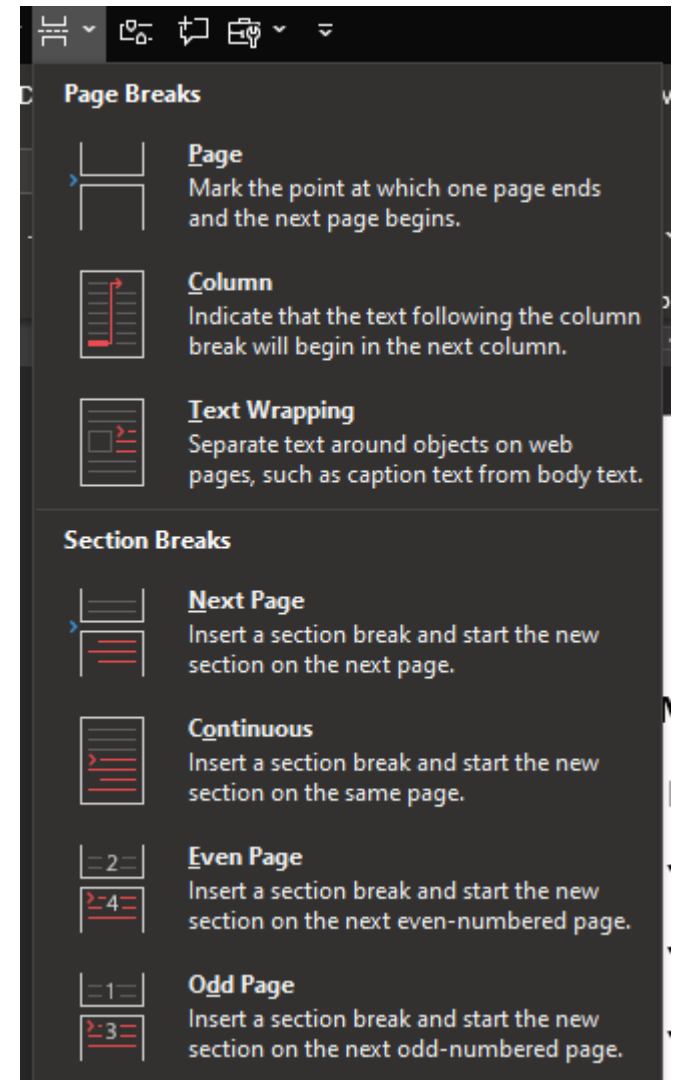 Page Breaks
Page
Mark the point at which one page ends
and the next page begins.
Column
Indicate that the text following the column
break will begin in the next column.
Text Wrapping
Separate text around objects on web
pages, such as caption text from body text.
Section Breaks
Next Page
Insert a section break and start the new
section on the next page.
Continuous
Insert a section break and start the new
section on the same page.
2
4
Even Page
Insert a section break and start the new
section on the next even-numbered page.
1
3
Odd Page
Insert a section break and start the new
section on the next odd-numbered page.